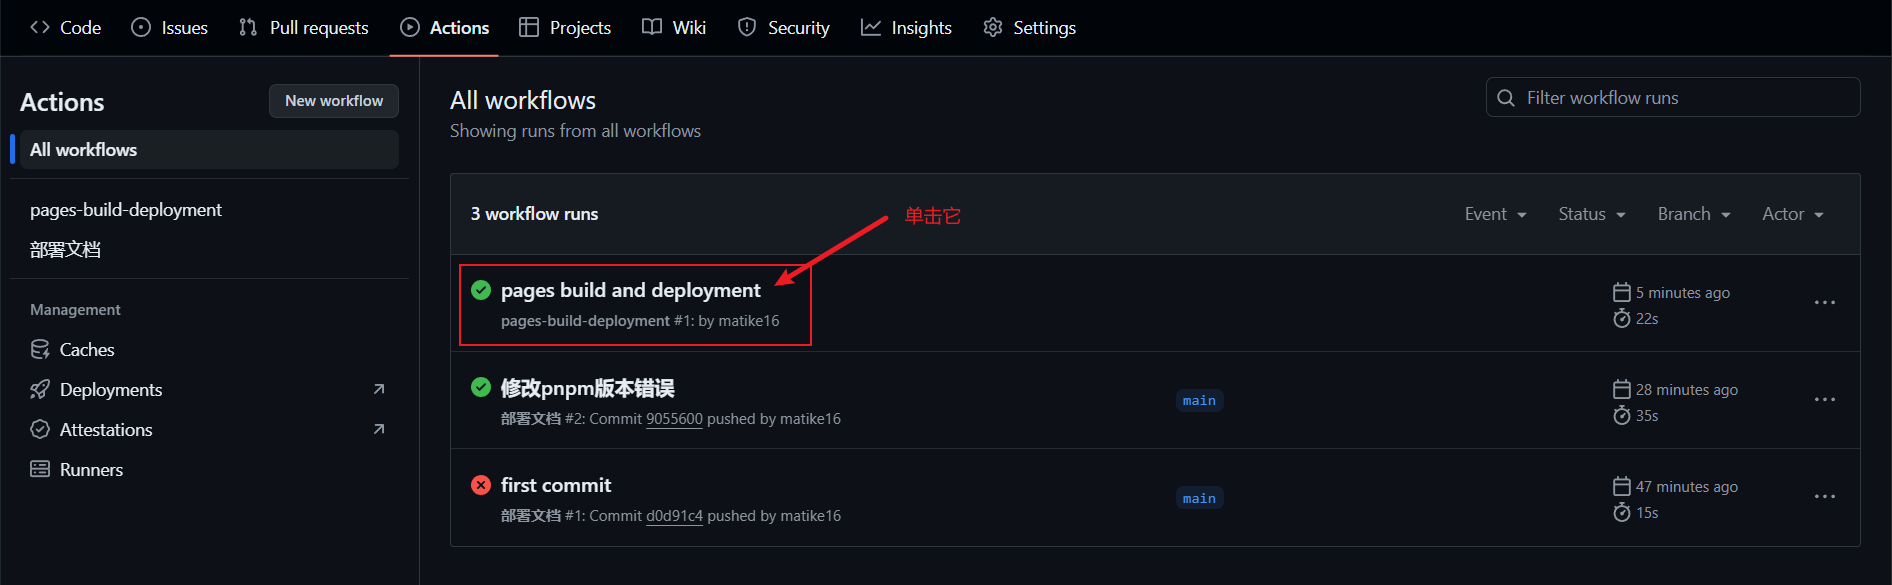 Code Issues Pull requests Actions Projects Wiki Security Insights Settings
Actions
New workflow
All workflows
pages-build-deployment
部署文档
Management
Caches
Deployments
Attestations
Runners
All workflows
Showing runs from all workflows
Filter workflow runs
3 workflow runs
单击它
Event Status Branch Actor
pages build and deployment
pages-build-deployment #1: by matike16
5 minutes ago
22s
修改pnpm版本错误
部署文档 #2: Commit 9055600 pushed by matike16
main
28 minutes ago
35s
first commit
部署文档 #1: Commit d0d91c4 pushed by matike16
main
47 minutes ago
15s